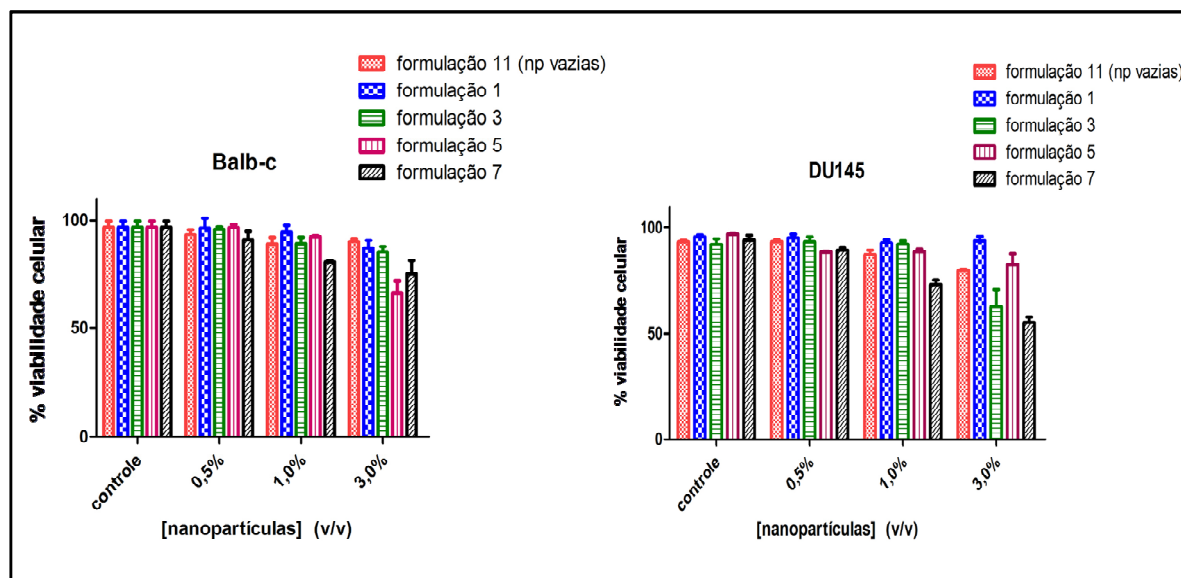 formulação 11 (np vazias)
formulação 1
formulação 3
formulação 5
formulação 7
Balb-c
% viabilidade celular
100
50
0
controle
0,5%
1,0%
3,0%
[nanopartículas] (v/v)
formulação 11 (np vazias)
formulação 1
formulação 3
formulação 5
formulação 7
DU145
% viabilidade celular
100
50
0
controle
0,5%
1,0%
3,0%
[nanopartículas] (v/v)